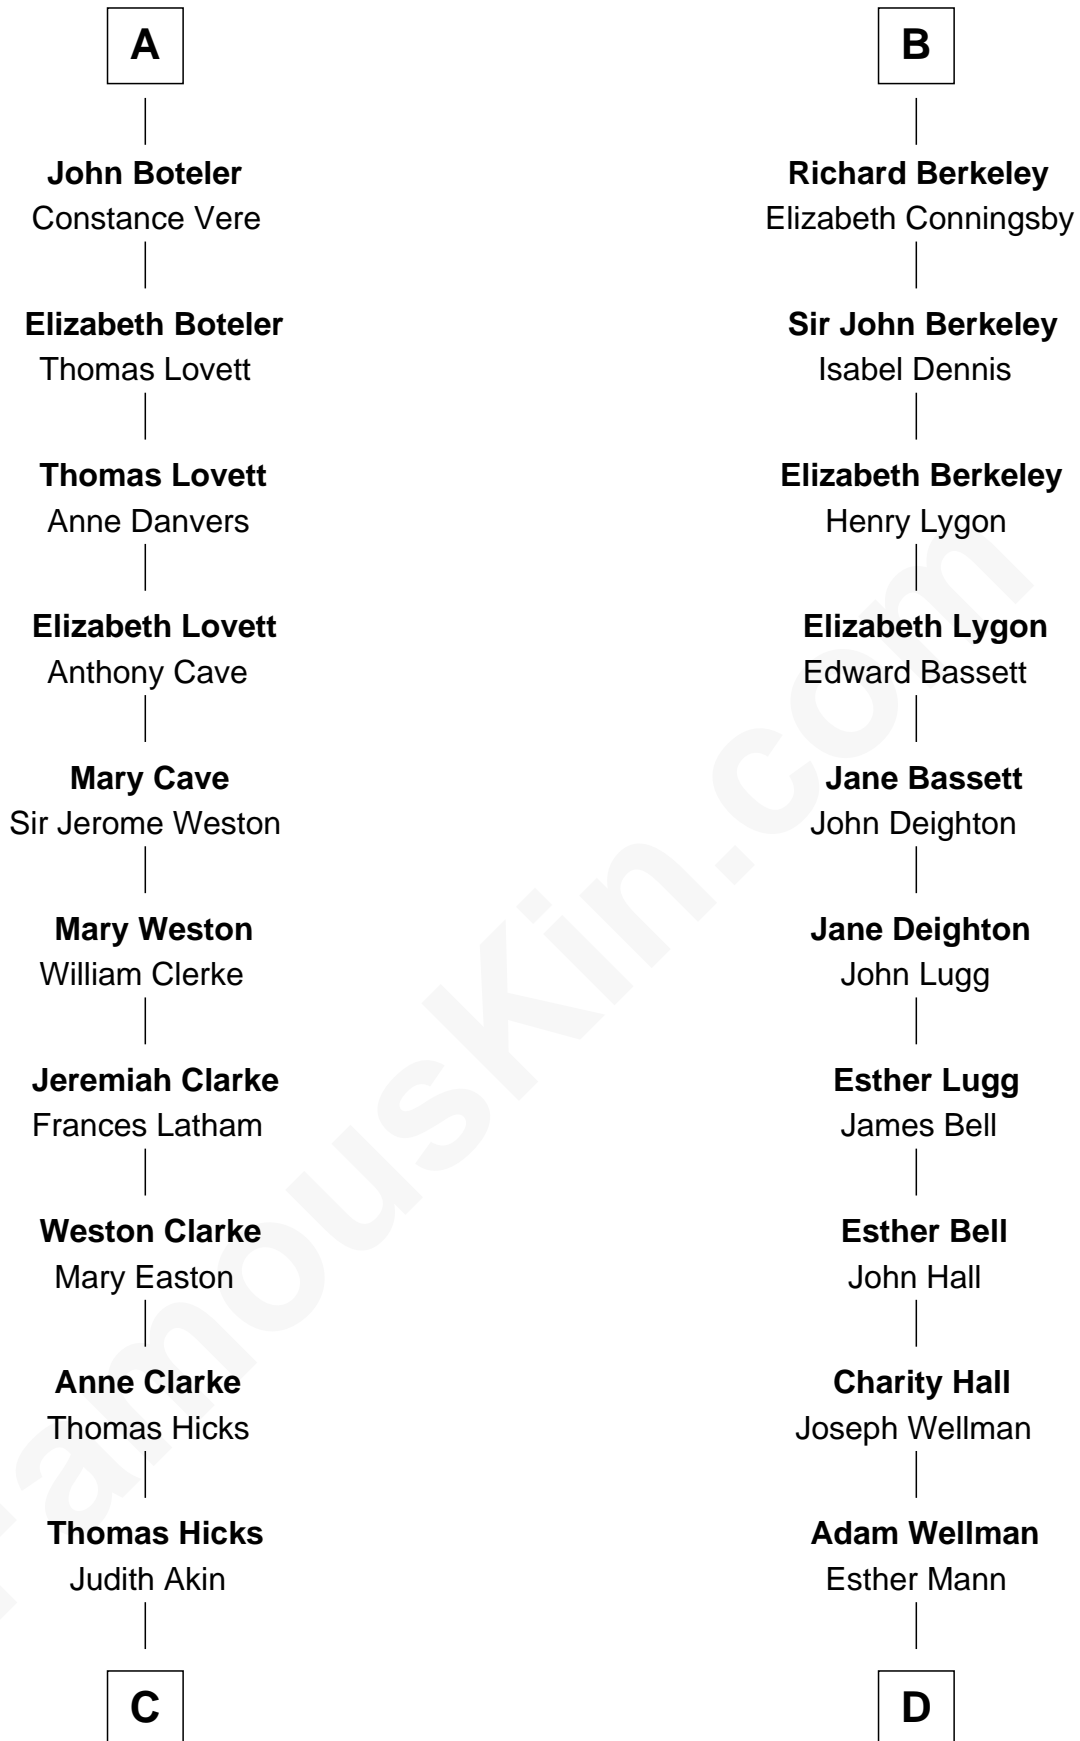 A
John Boteler
Constance Vere
Elizabeth Boteler
Thomas Lovett
Thomas Lovett
Anne Danvers
Elizabeth Lovett
Anthony Cave
Mary Cave
Sir Jerome Weston
Mary Weston
William Clerke
Jeremiah Clarke
Frances Latham
Weston Clarke
Mary Easton
Anne Clarke
Thomas Hicks
Thomas Hicks
Judith Akin
C
B
Richard Berkeley
Elizabeth Conningsby
Sir John Berkeley
Isabel Dennis
Elizabeth Berkeley
Henry Lygon
Elizabeth Lygon
Edward Bassett
Jane Bassett
John Deighton
Jane Deighton
John Lugg
Esther Lugg
James Bell
Esther Bell
John Hall
Charity Hall
Joseph Wellman
Adam Wellman
Esther Mann
D
FamousKin.com